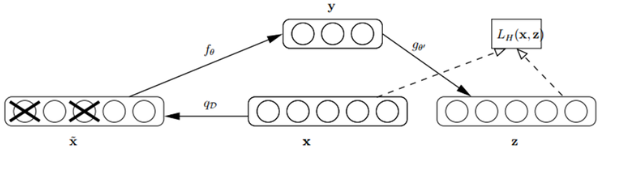 y
L_H(x, z)
f_θ
g_θ'
q_D
x̃
x
z